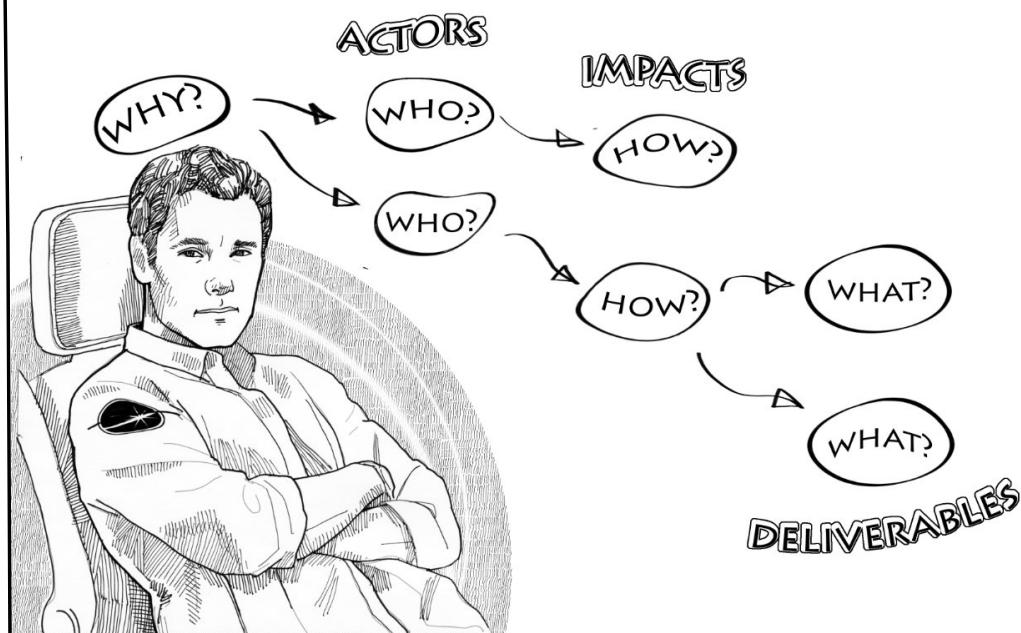 ACTORS
IMPACTS
WHY?
WHO?
HOW?
WHO?
HOW?
WHAT?
WHAT?
DELIVERABLES